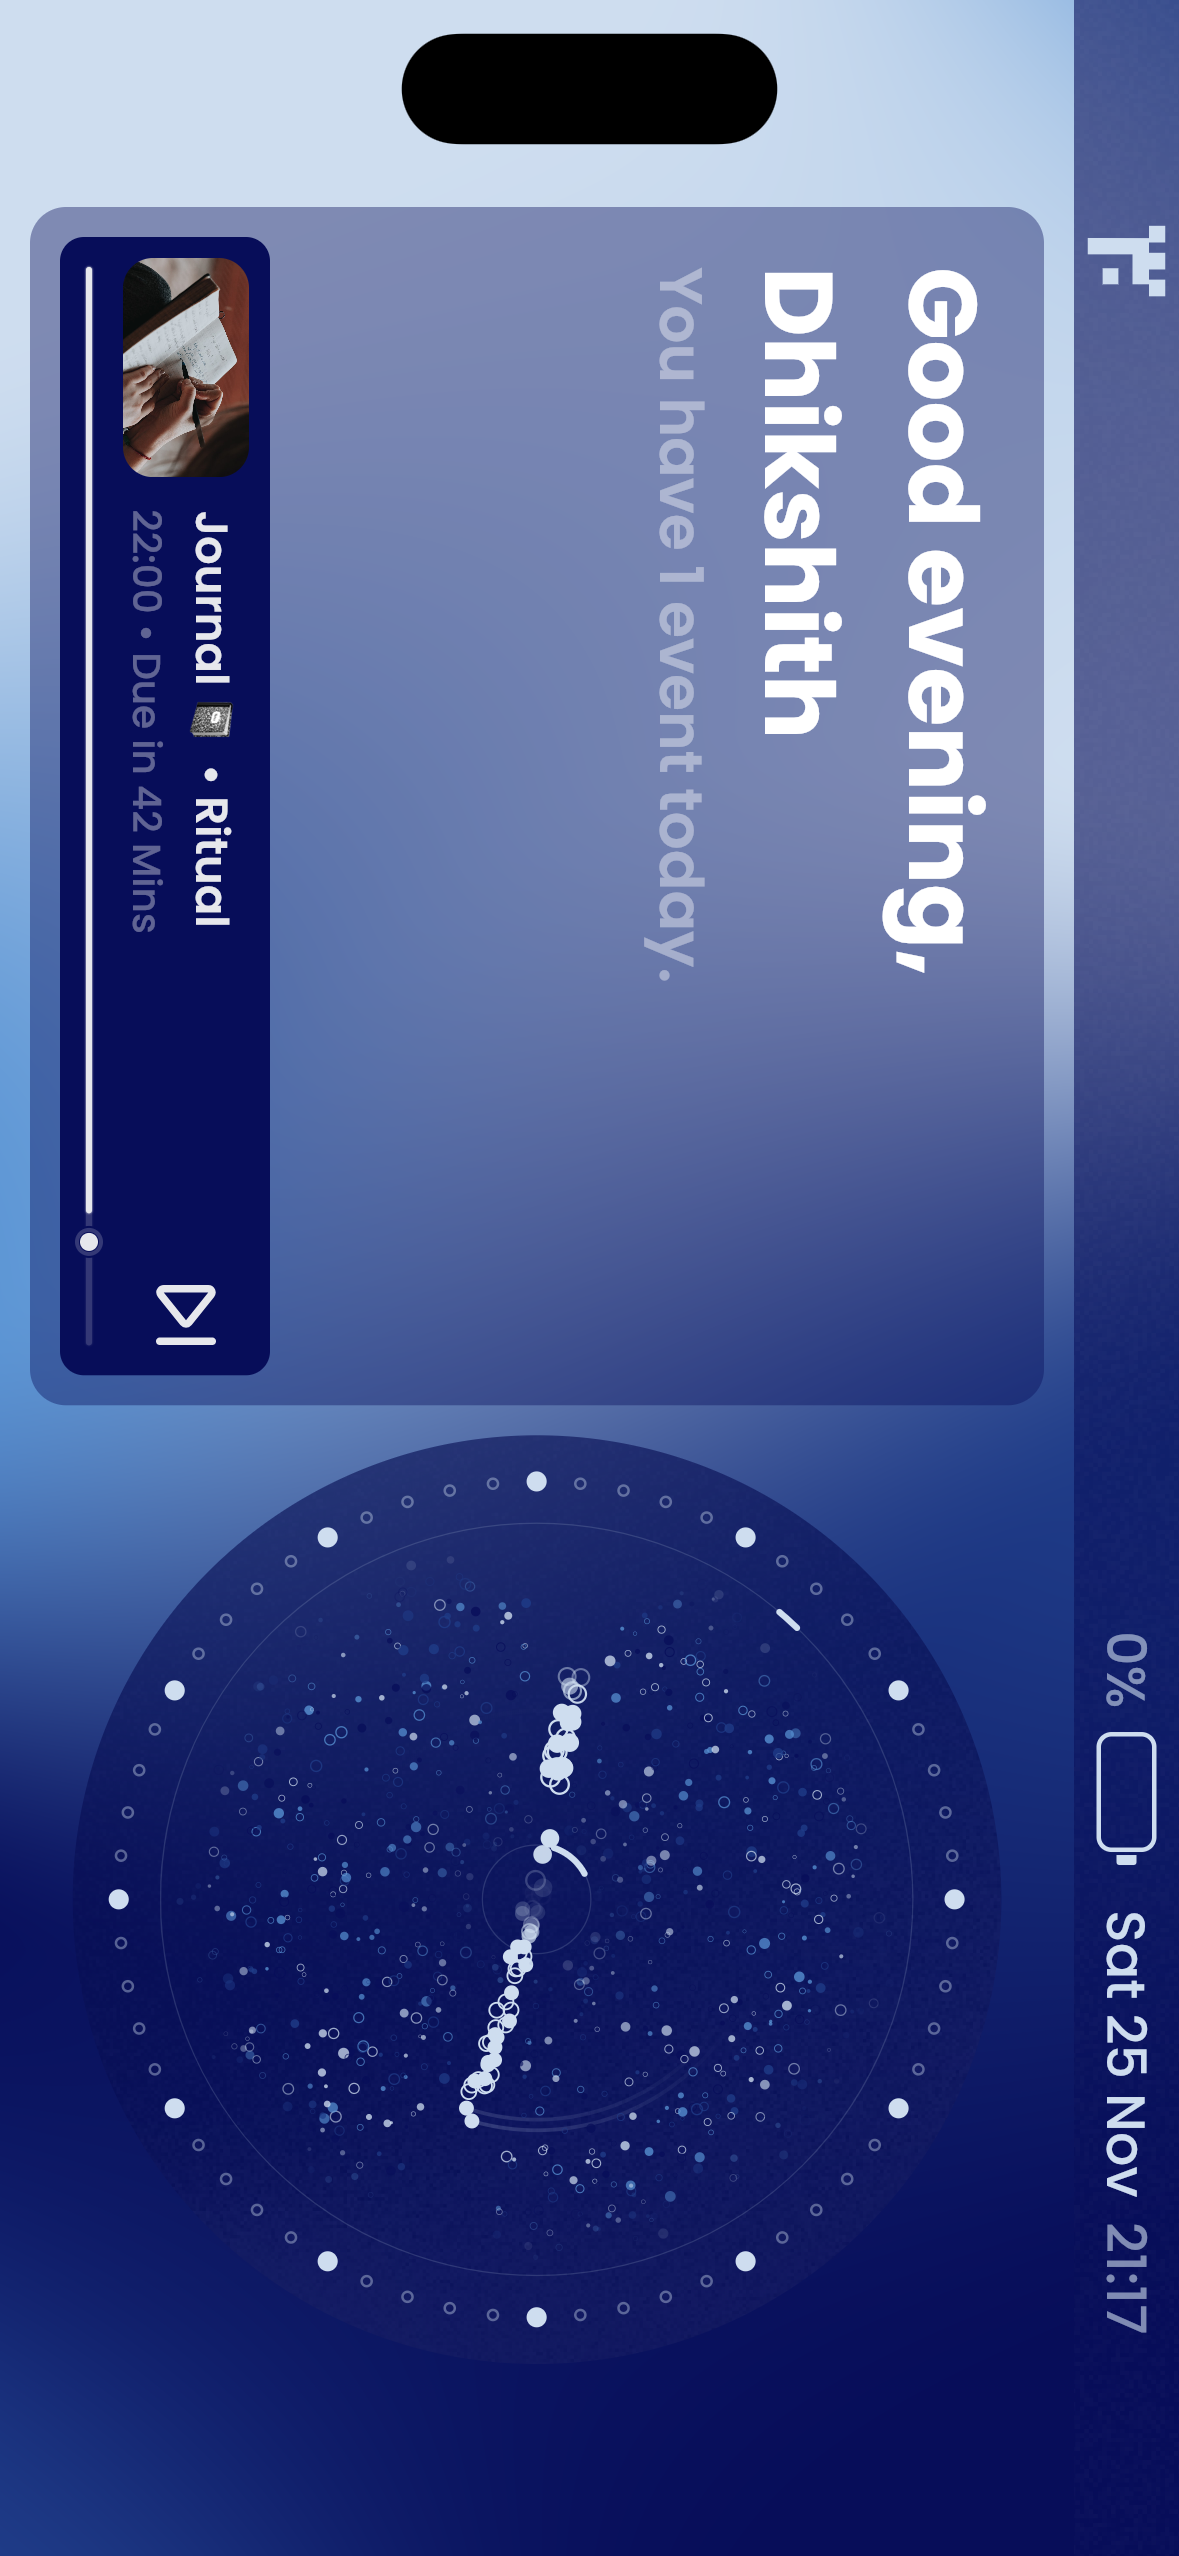 0% Sat 25 Nov 21:17
Good evening,
Dhikshith
You have 1 event today.
Journal • Ritual
22:00 • Due in 42 Mins